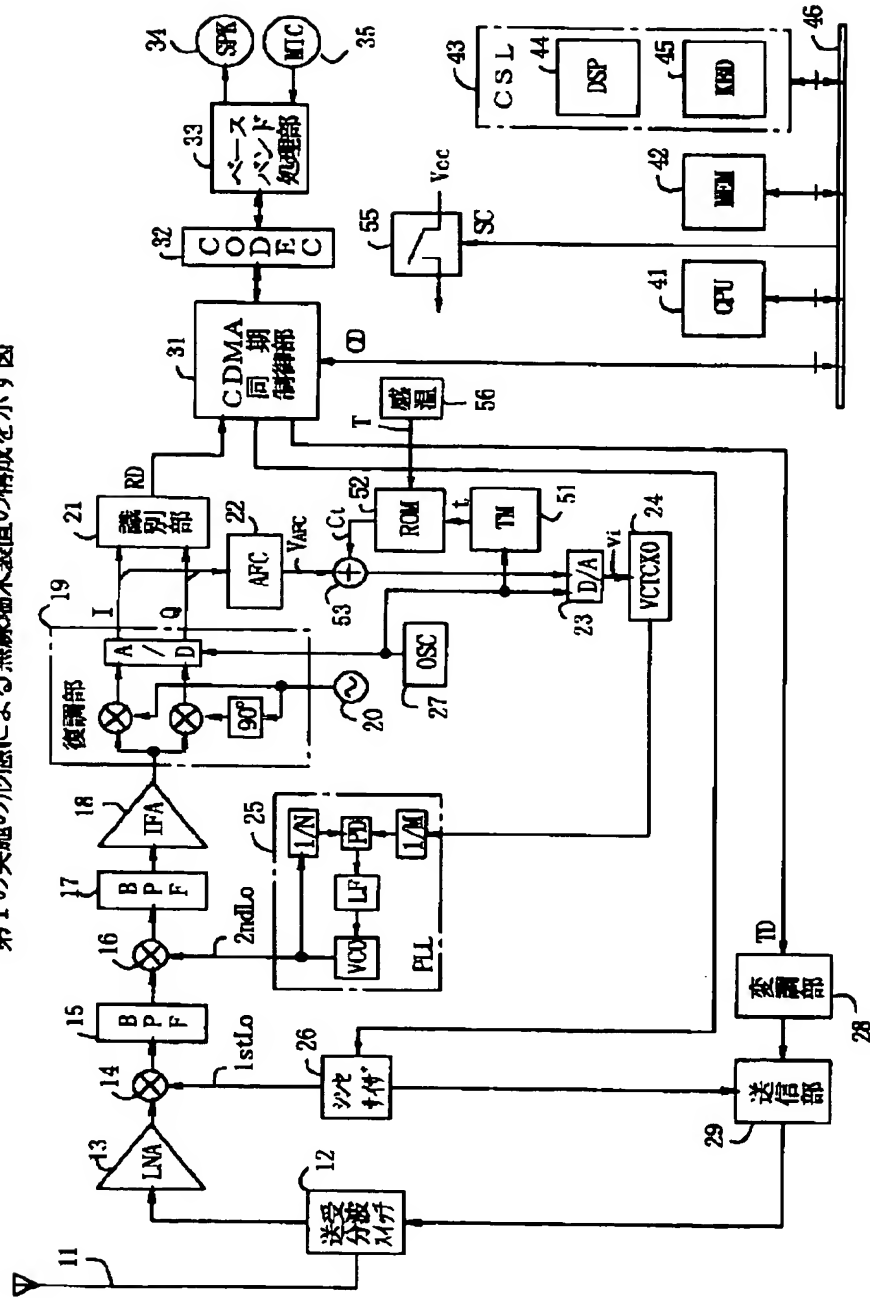 第1の実施の形態による無線端末装置の構成を示す図
11
12
送受
分波
スイッチ
13
LNA
14
1stLo
15
BPF
16
2ndLo
17
BPF
18
IFA
19
復調部
90°
A/D
20
I
Q
21
識別部
RD
22
AFC
VAFC
53
Ct
52
ROM
T
感温
56
t
TM
51
OSC
27
D/A
23
Vi
VCTCXO
24
25
1/N
PD
1/M
LF
VCO
PLL
26
シンセ
サイザ
31
CDMA
同期
制御部
CD
32
CODEC
33
ベース
バンド
処理部
34
SPK
MIC
35
55
Vcc
SC
TD
変調部
28
送信部
29
41
CPU
42
MEM
43
CSL
44
DSP
45
KBD
46